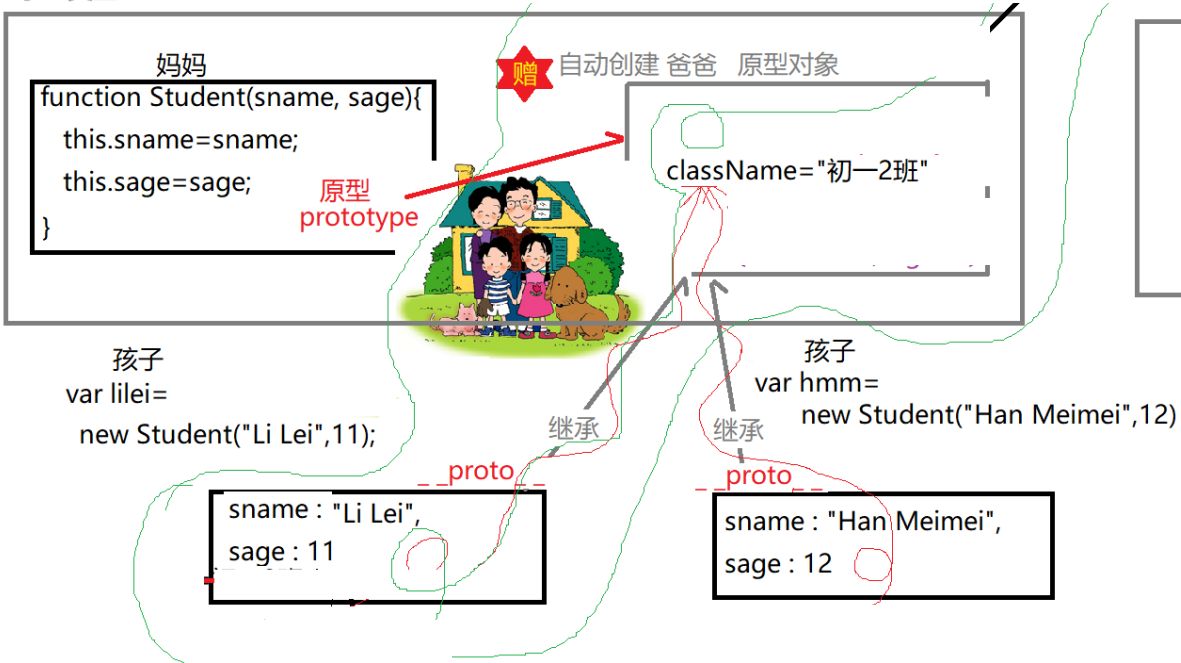 妈妈
赠
自动创建 爸爸 原型对象
function Student(sname, sage){
this.sname=sname;
this.sage=sage;
}
原型
prototype
className="初一2班"
孩子
var lilei=
new Student("Li Lei",11);
继承
孩子
var hmm=
new Student("Han Meimei",12)
继承
__proto__
sname : "Li Lei",
sage : 11
__proto__
sname : "Han Meimei",
sage : 12